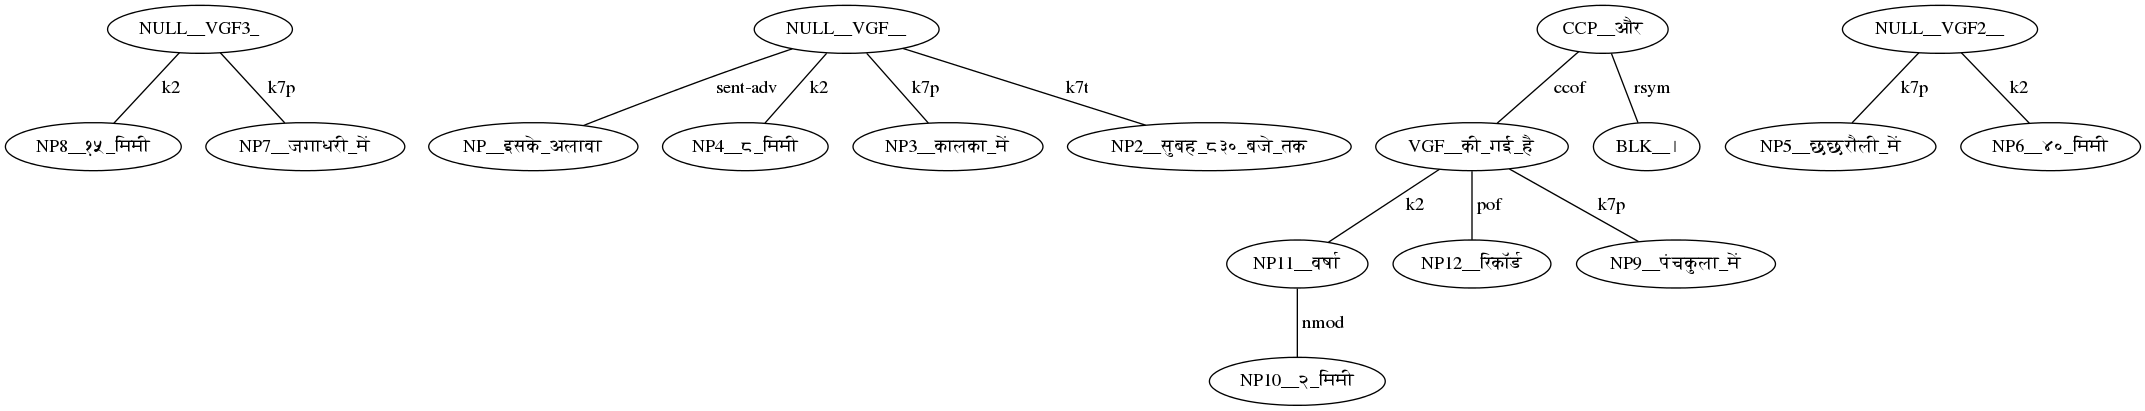 NULL__VGF3_ NULL__VGF__ CCP__और NULL__VGF2__
k2 k7p sent-adv k2 k7p k7t ccof rsym k7p k2
NP8__१५_मिमी NP7__जगाधरी_में NP__इसके_अलावा NP4__८_मिमी NP3__कालका_में NP2__सुबह_८३०_बजे_तक VGF__की_गई_है BLK__। NP5__छछरौली_में NP6__४०_मिमी
k2 pof k7p
NP11__वर्षा NP12__रिकॉर्ड NP9__पंचकुला_में
nmod
NP10__२_मिमी